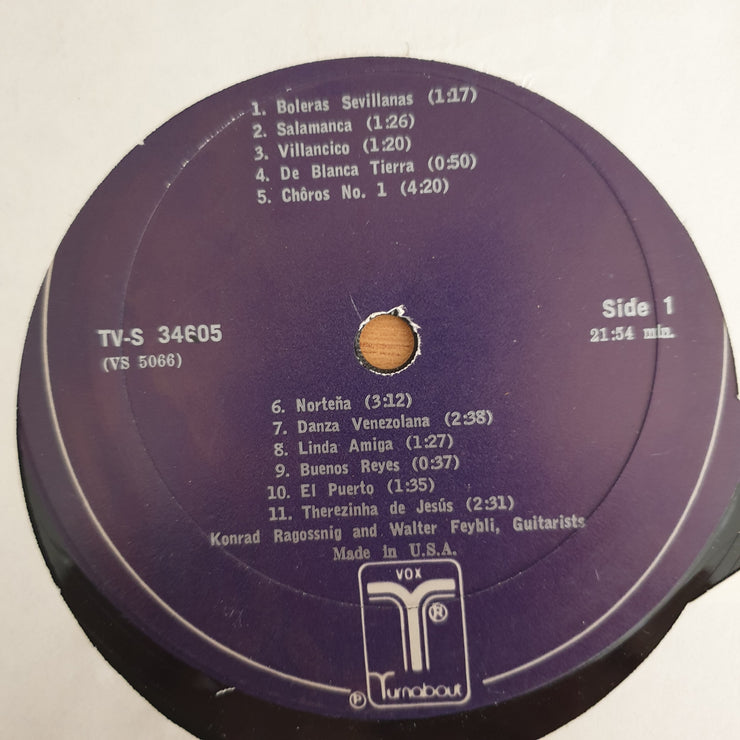 1. Boleras Sevillanas (1:17)
2. Salamanca (1:26)
3. Villancico (1:20)
4. De Blanca Tierra (0:50)
5. Chôros No. 1 (4:20)
TV-S 34605
(VS 5066)
Side 1
21:54 min.
6. Norteña (3:12)
7. Danza Venezolana (2:38)
8. Linda Amiga (1:27)
9. Buenos Reyes (0:37)
10. El Puerto (1:35)
11. Therezinha de Jesús (2:31)
Konrad Ragossnig and Walter Feybli, Guitarists
Made in U.S.A.
VOX
®
℗ Turnabout